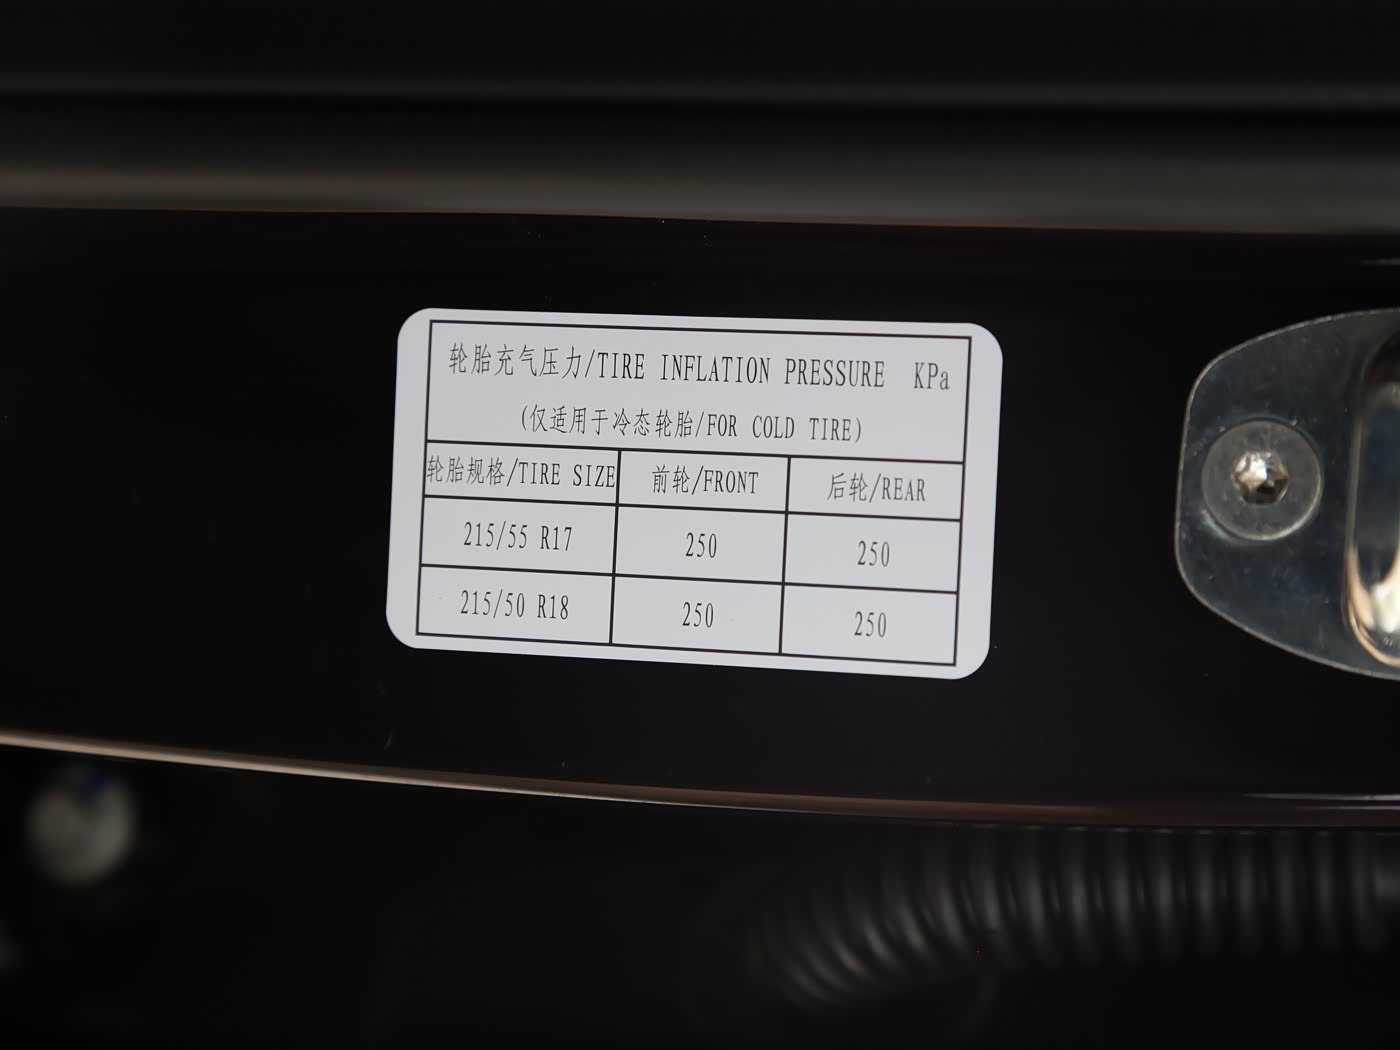 轮胎充气压力/TIRE INFLATION PRESSURE KPa
(仅适用于冷态轮胎/FOR COLD TIRE)
轮胎规格/TIRE SIZE 前轮/FRONT 后轮/REAR
215/55 R17 250 250
215/50 R18 250 250